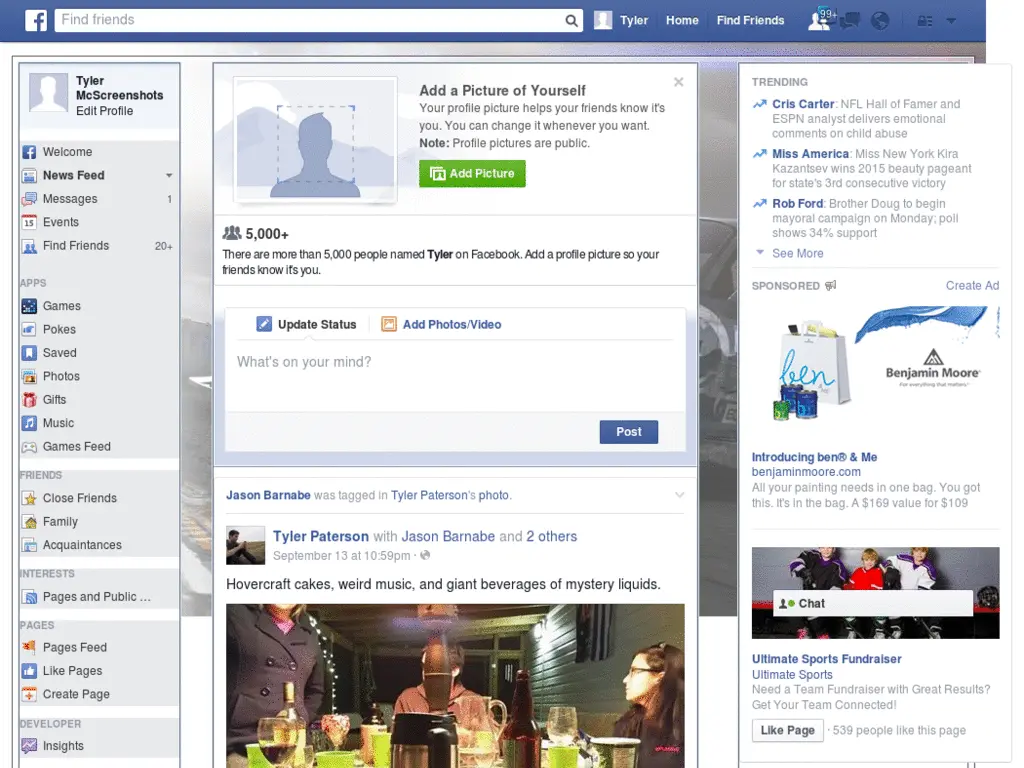 Find friends
Tyler
Home
Find Friends
99+
Tyler
McScreenshots
Edit Profile
Welcome
News Feed
Messages 1
Events
Find Friends 20+
APPS
Games
Pokes
Saved
Photos
Gifts
Music
Games Feed
FRIENDS
Close Friends
Family
Acquaintances
INTERESTS
Pages and Public ...
PAGES
Pages Feed
Like Pages
Create Page
DEVELOPER
Insights
Add a Picture of Yourself
Your profile picture helps your friends know it's
you. You can change it whenever you want.
Note: Profile pictures are public.
Add Picture
5,000+
There are more than 5,000 people named Tyler on Facebook. Add a profile picture so your
friends know it's you.
Update Status
Add Photos/Video
What's on your mind?
Post
Jason Barnabe was tagged in Tyler Paterson's photo.
Tyler Paterson with Jason Barnabe and 2 others
September 13 at 10:59pm ·
Hovercraft cakes, weird music, and giant beverages of mystery liquids.
TRENDING
Cris Carter: NFL Hall of Famer and
ESPN analyst delivers emotional
comments on child abuse
Miss America: Miss New York Kira
Kazantsev wins 2015 beauty pageant
for state's 3rd consecutive victory
Rob Ford: Brother Doug to begin
mayoral campaign on Monday; poll
shows 34% support
See More
SPONSORED
Create Ad
ben
Benjamin Moore
For everything that matters.
Introducing ben® & Me
benjaminmoore.com
All your painting needs in one bag. You got
this. It's in the bag. A $169 value for $109
Chat
Ultimate Sports Fundraiser
Ultimate Sports
Need a Team Fundraiser with Great Results?
Get Your Team Connected!
Like Page · 539 people like this page